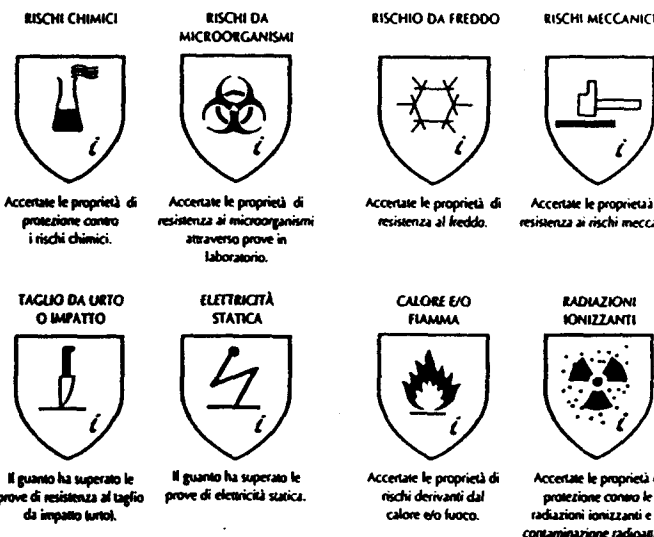 RISCHI CHIMICI
Accertate le proprietà di
protezione contro
i rischi chimici.
RISCHI DA
MICROORGANISMI
Accertate le proprietà di
resistenza ai microorganismi
attraverso prove in
laboratorio.
RISCHIO DA FREDDO
Accertate le proprietà di
resistenza al freddo.
RISCHI MECCANICI
Accertate le proprietà
resistenza ai rischi mecca
TAGLIO DA URTO
O IMPATTO
Il guanto ha superato le
prove di resistenza al taglio
da impatto (urto).
ELETTRICITÀ
STATICA
Il guanto ha superato le
prove di elettricità statica.
CALORE E/O
FIAMMA
Accertate le proprietà di
rischi derivanti dal
calore e/o fuoco.
RADIAZIONI
IONIZZANTI
Accertate le proprietà
protezione contro le
radiazioni ionizzanti e
contaminazione radioatt
i
i
i
i
i
i
i
i